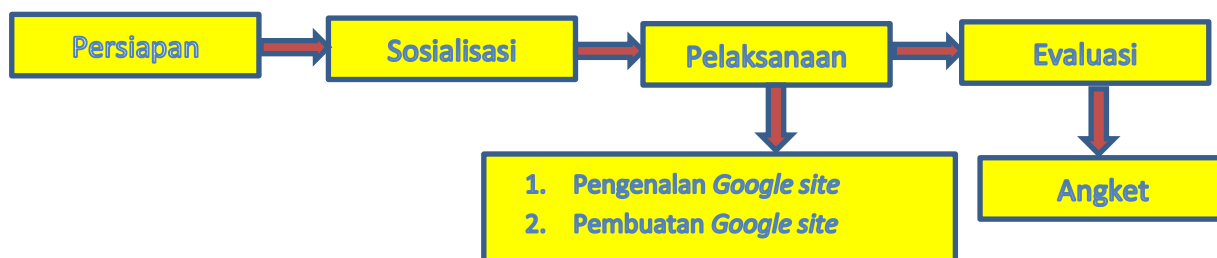 Persiapan
Sosialisasi
Pelaksanaan
Evaluasi
1. Pengenalan Google site
2. Pembuatan Google site
Angket